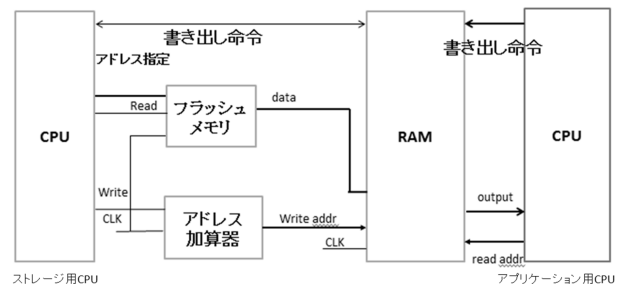 書き出し命令
書き出し命令
アドレス指定
Read
フラッシュ
メモリ
data
CPU
RAM
CPU
Write
CLK
アドレス
加算器
Write addr
CLK
output
read addr
ストレージ用CPU
アプリケーション用CPU